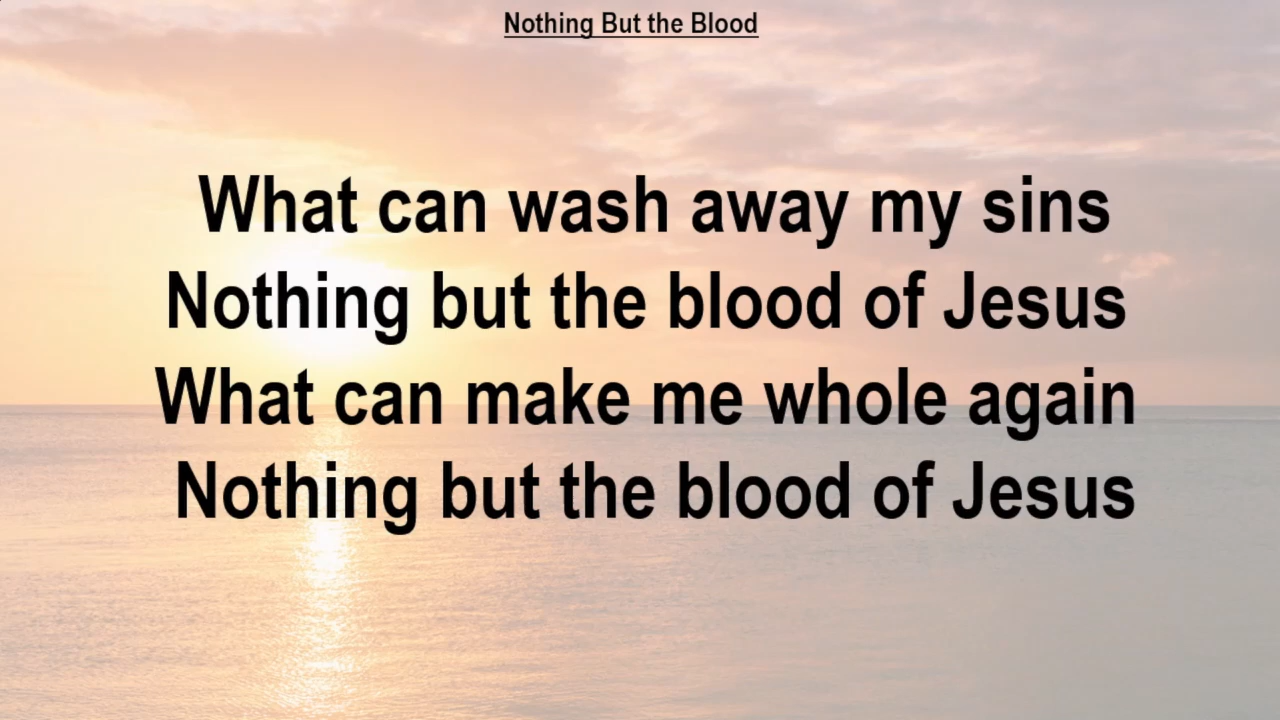 Nothing But the Blood
What can wash away my sins
Nothing but the blood of Jesus
What can make me whole again
Nothing but the blood of Jesus